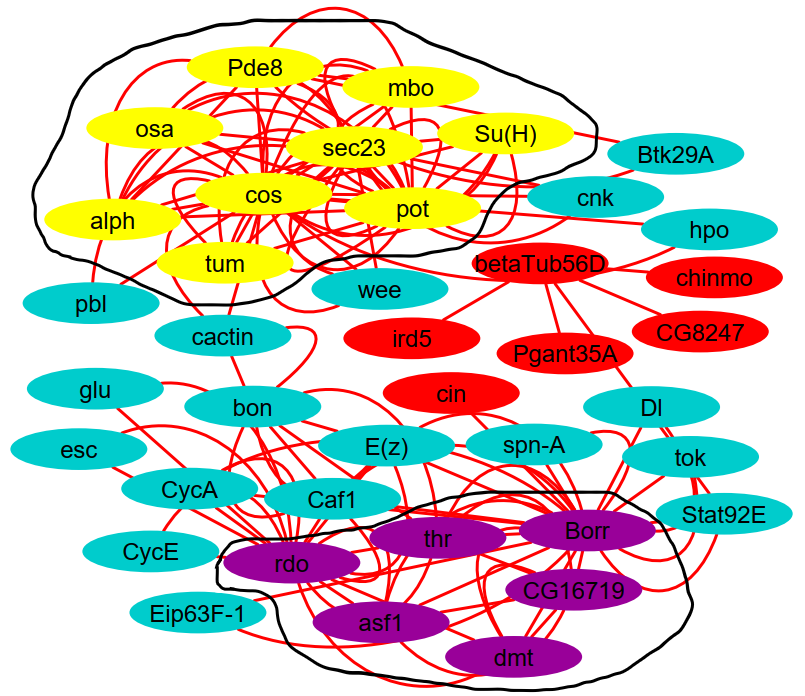 Pde8
mbo
osa
sec23
Su(H)
Btk29A
cos
cnk
alph
pot
hpo
tum
betaTub56D
chinmo
pbl
wee
cactin
ird5
CG8247
Pgant35A
glu
bon
cin
Dl
esc
E(z)
spn-A
tok
CycA
Caf1
Stat92E
CycE
rdo
thr
Borr
Eip63F-1
asf1
CG16719
dmt